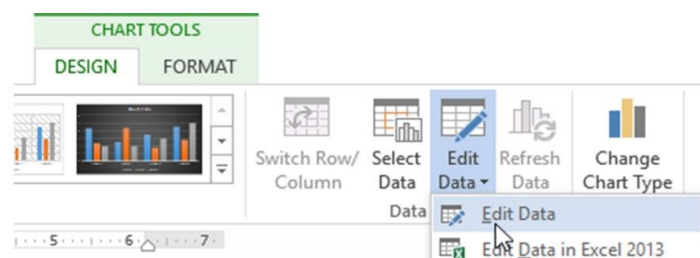 CHART TOOLS
DESIGN FORMAT
Switch Row/
Column
Select
Data
Edit
Data
Refresh
Data
Change
Chart Type
Data
Edit Data
Edit Data in Excel 2013
5 6 7